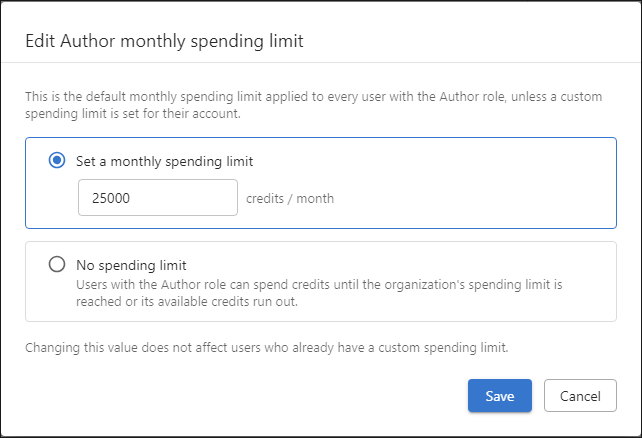 Edit Author monthly spending limit
This is the default monthly spending limit applied to every user with the Author role, unless a custom
spending limit is set for their account.
Set a monthly spending limit
25000 credits / month
No spending limit
Users with the Author role can spend credits until the organization's spending limit is
reached or its available credits run out.
Changing this value does not affect users who already have a custom spending limit.
Save Cancel